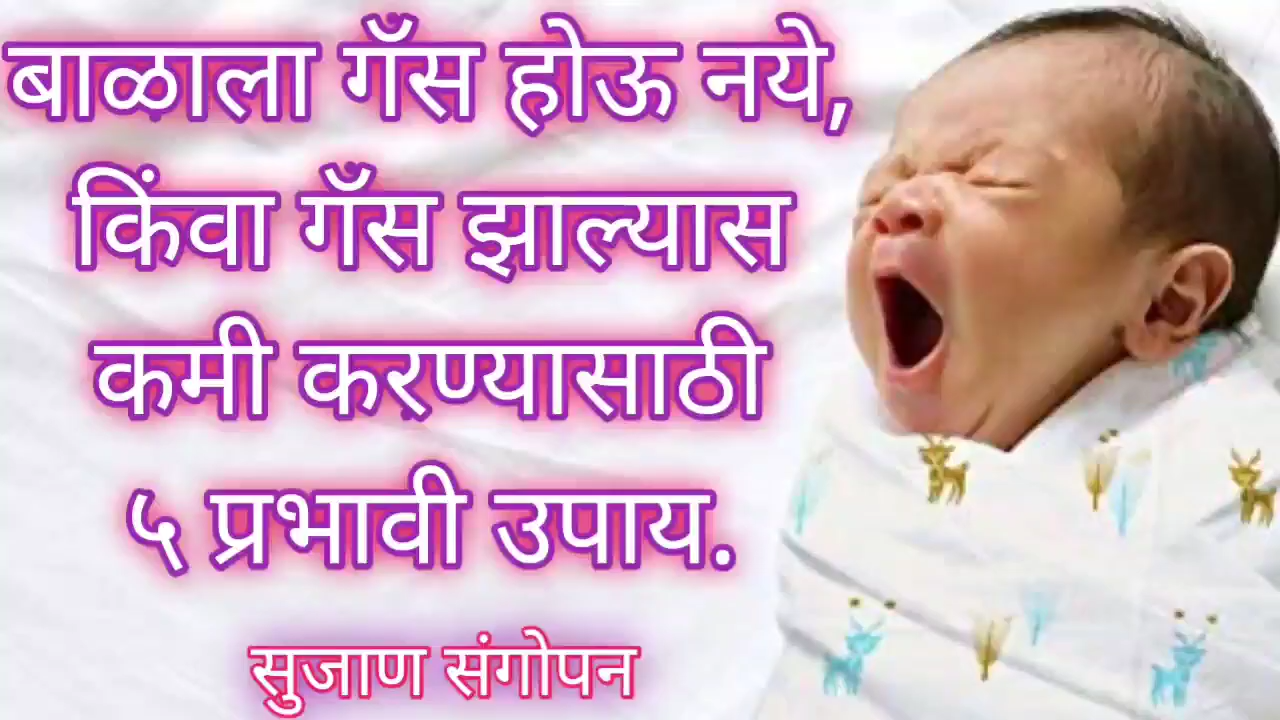 बाळाला गॅस होऊ नये,
किंवा गॅस झाल्यास
कमी करण्यासाठी
५ प्रभावी उपाय.
सुजाण संगोपन